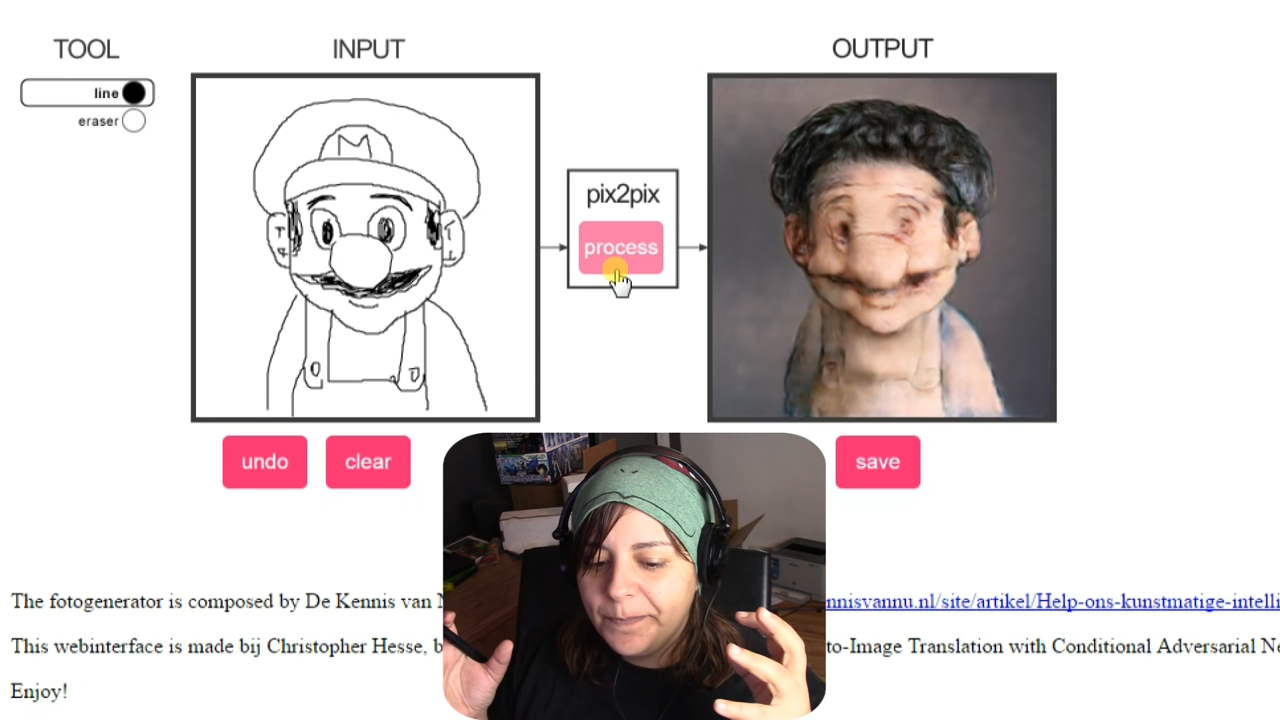 TOOL
INPUT
OUTPUT
line
eraser
M
pix2pix
process
undo
clear
save
The fotogenerator is composed by De Kennis van
nnisvannu.nl/site/artikel/Help-ons-kunstmatige-intelli
This webinterface is made bij Christopher Hesse, b
to-Image Translation with Conditional Adversarial Ne
Enjoy!